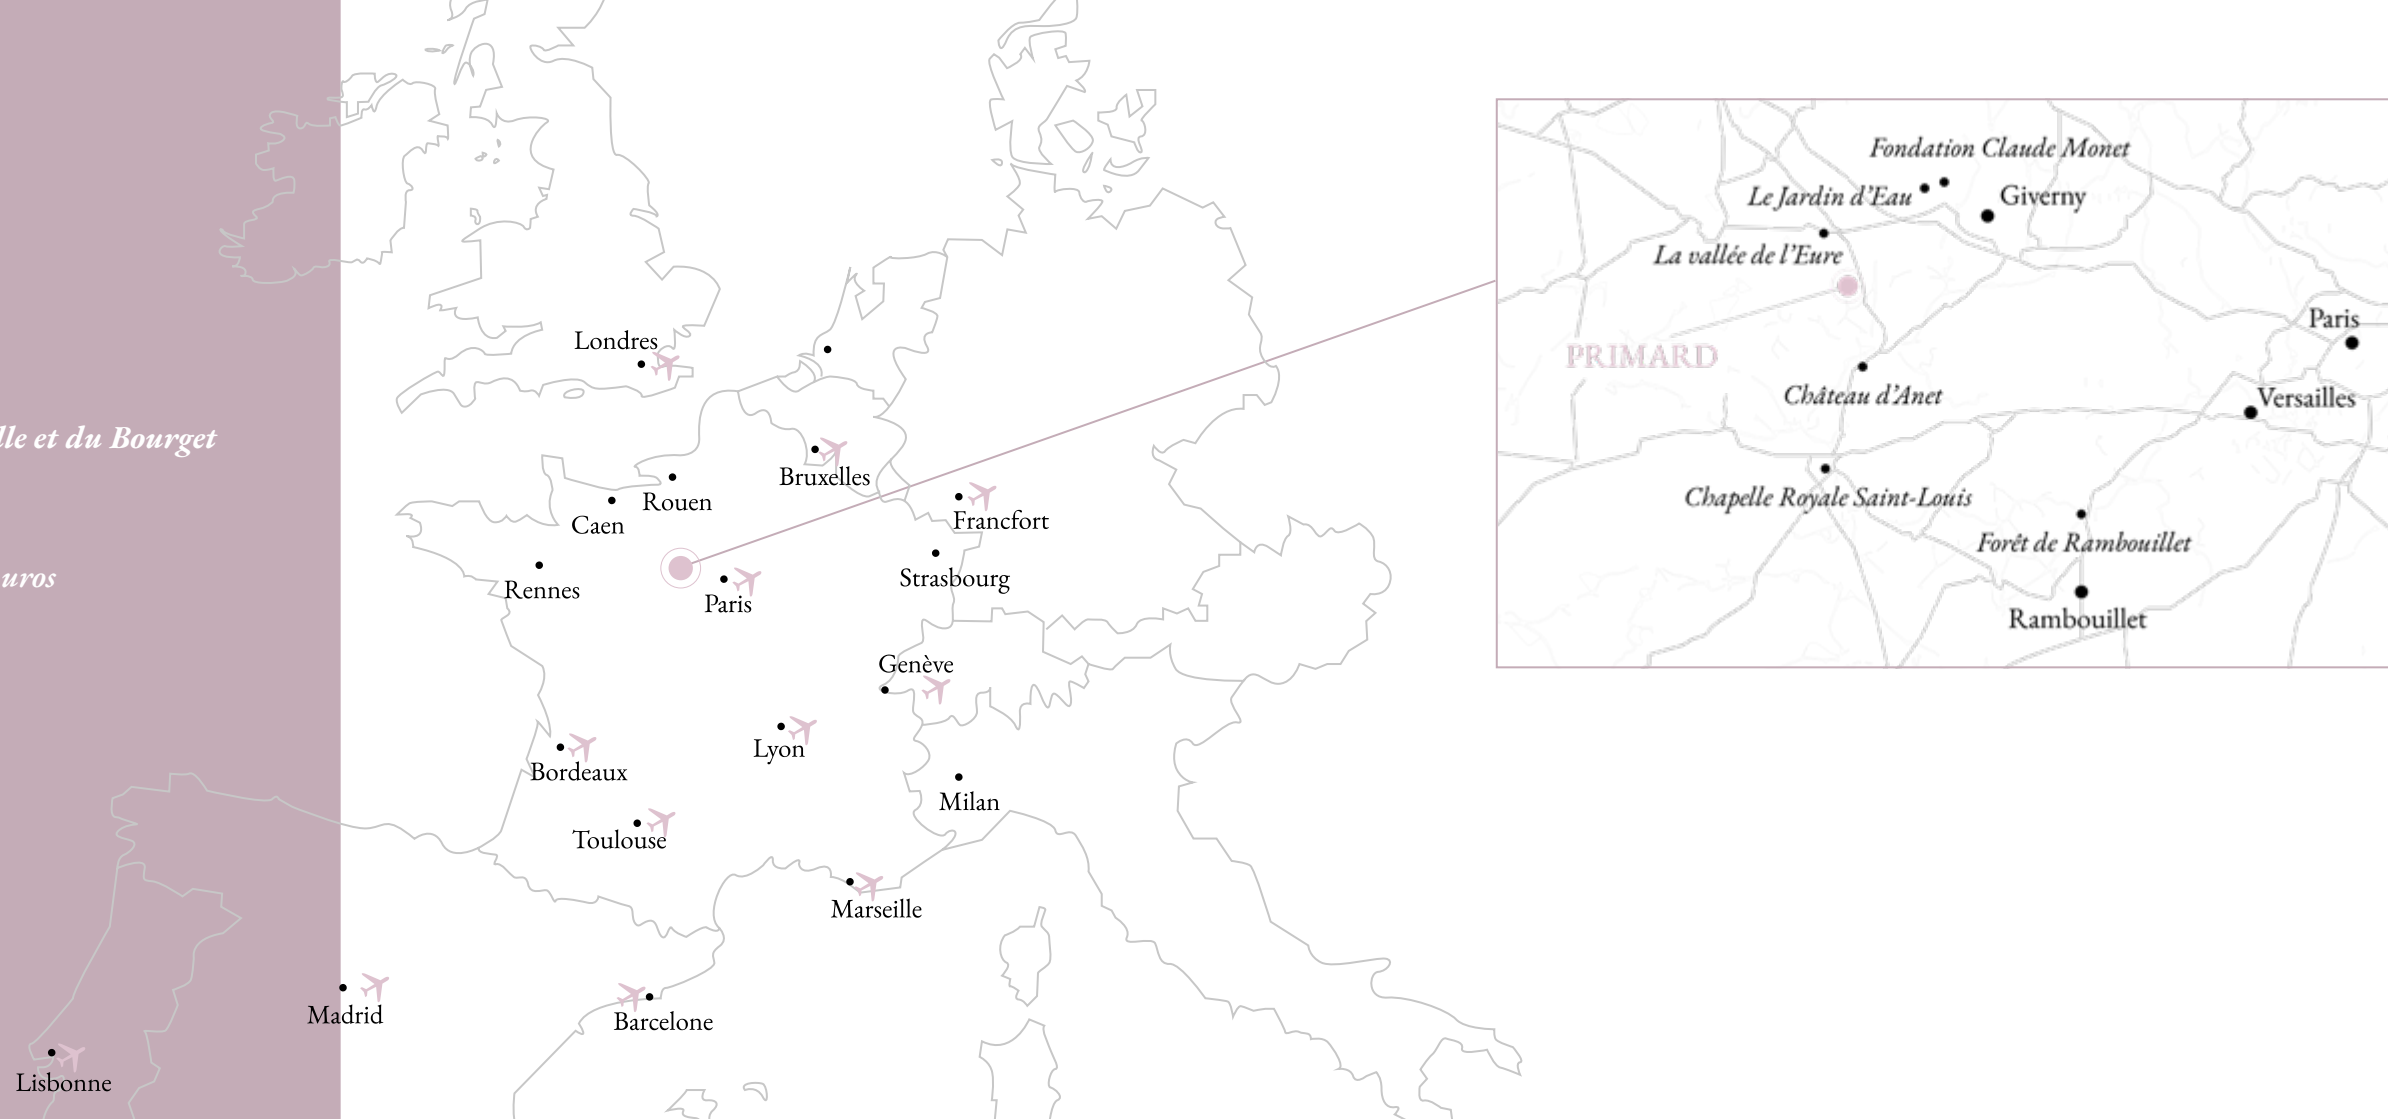 lle et du Bourget
uros
Londres
Bruxelles
Rouen
Caen
Francfort
Strasbourg
Rennes
Paris
Genève
Lyon
Bordeaux
Milan
Toulouse
Marseille
Madrid
Barcelone
Lisbonne
Fondation Claude Monet
Le Jardin d'Eau
Giverny
La vallée de l'Eure
Paris
PRIMARD
Château d'Anet
Versailles
Chapelle Royale Saint-Louis
Forêt de Rambouillet
Rambouillet